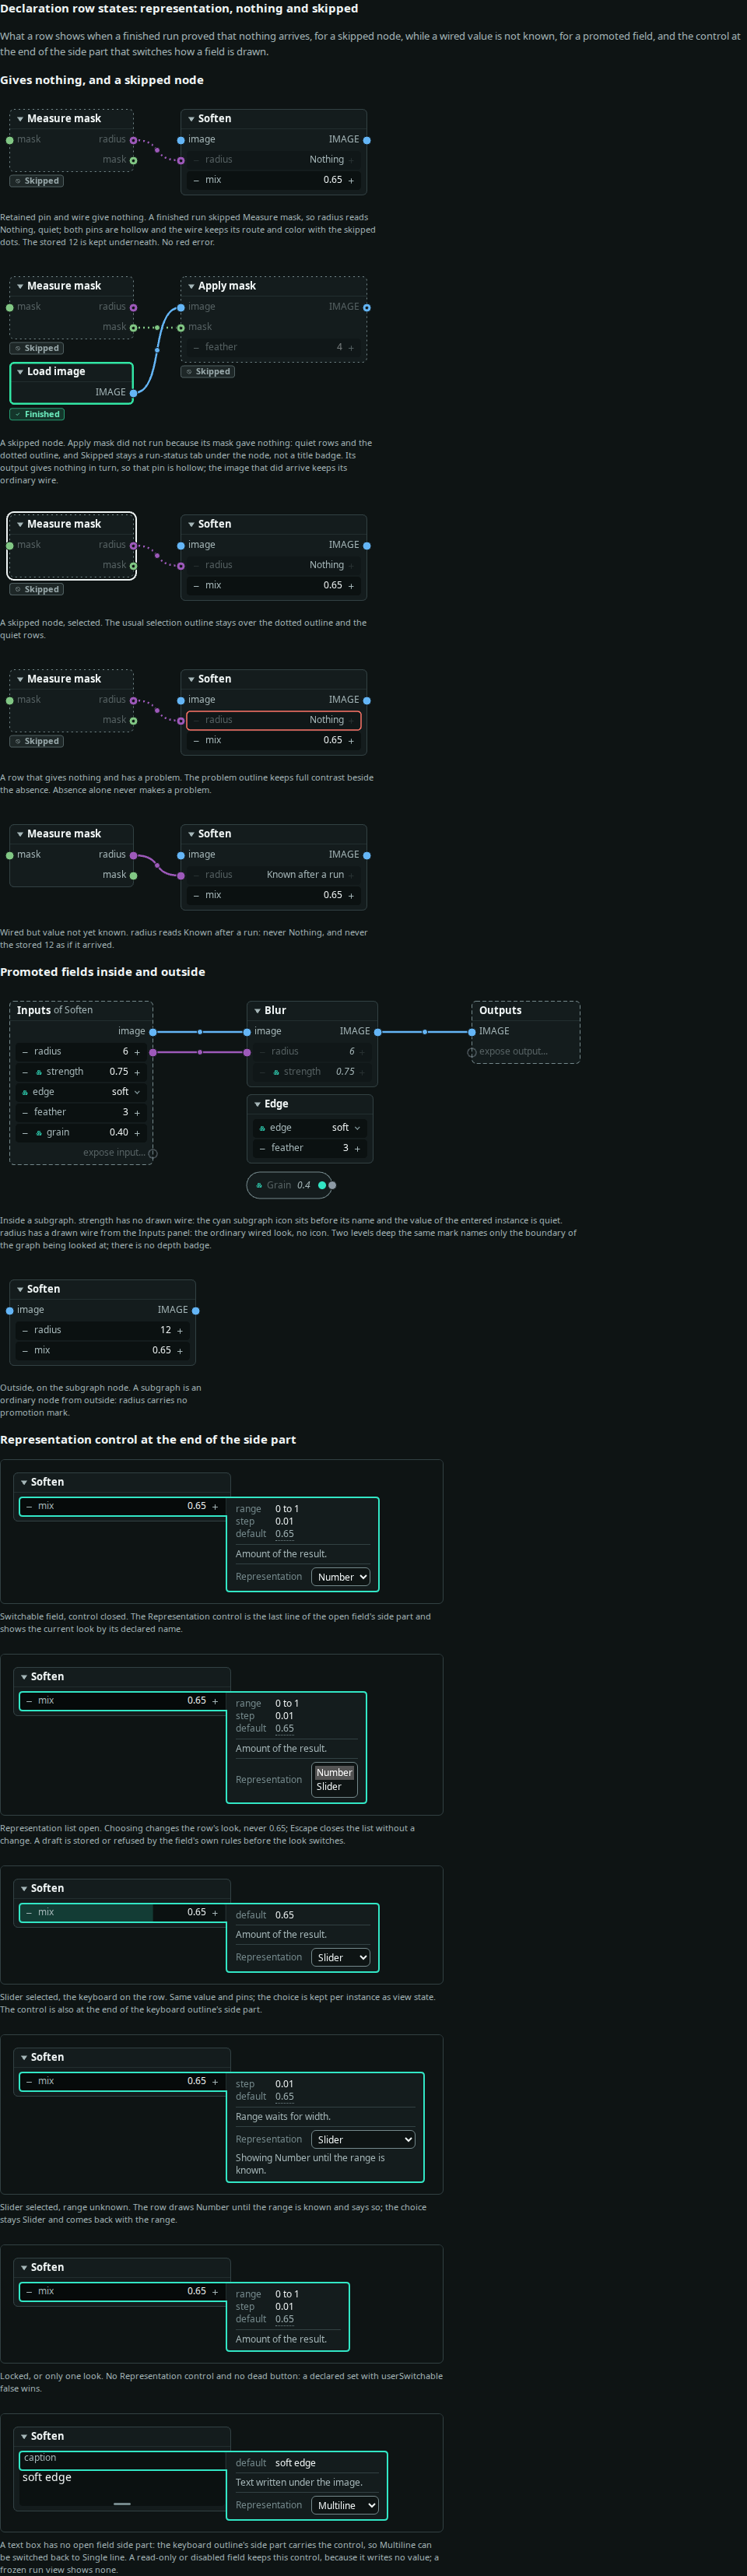 Declaration row states: representation, nothing and skipped
What a row shows when a finished run proved that nothing arrives, for a skipped node, while a wired value is not known, for a promoted field, and the control at
the end of the side part that switches how a field is drawn.
Gives nothing, and a skipped node
Measure mask
Soften
mask radius
image IMAGE
mask
– radius Nothing +
Skipped
– mix 0.65 +
Retained pin and wire give nothing. A finished run skipped Measure mask, so radius reads
Nothing, quiet; both pins are hollow and the wire keeps its route and color with the skipped
dots. The stored 12 is kept underneath. No red error.
Measure mask
Apply mask
mask radius
image IMAGE
mask
mask
Skipped
– feather 4 +
Load image
Skipped
IMAGE
Finished
A skipped node. Apply mask did not run because its mask gave nothing: quiet rows and the
dotted outline, and Skipped stays a run-status tab under the node, not a title badge. Its
output gives nothing in turn, so that pin is hollow; the image that did arrive keeps its
ordinary wire.
Measure mask
Soften
mask radius
image IMAGE
mask
– radius Nothing +
Skipped
– mix 0.65 +
A skipped node, selected. The usual selection outline stays over the dotted outline and the
quiet rows.
Measure mask
Soften
mask radius
image IMAGE
mask
– radius Nothing +
Skipped
– mix 0.65 +
A row that gives nothing and has a problem. The problem outline keeps full contrast beside
the absence. Absence alone never makes a problem.
Measure mask
Soften
mask radius
image IMAGE
mask
– radius Known after a run +
– mix 0.65 +
Wired but value not yet known. radius reads Known after a run: never Nothing, and never
the stored 12 as if it arrived.
Promoted fields inside and outside
Inputs of Soften
Blur
Outputs
image
image IMAGE
IMAGE
– radius 6 +
– radius 6 +
expose output...
– strength 0.75 +
– strength 0.75 +
edge soft
Edge
– feather 3 +
edge soft
– grain 0.40 +
– feather 3 +
expose input...
Grain 0.4
Inside a subgraph. strength has no drawn wire: the cyan subgraph icon sits before its name and the value of the entered instance is quiet.
radius has a drawn wire from the Inputs panel: the ordinary wired look, no icon. Two levels deep the same mark names only the boundary of
the graph being looked at; there is no depth badge.
Soften
image IMAGE
– radius 12 +
– mix 0.65 +
Outside, on the subgraph node. A subgraph is an
ordinary node from outside: radius carries no
promotion mark.
Representation control at the end of the side part
Soften
– mix 0.65 +
range 0 to 1
step 0.01
default 0.65
Amount of the result.
Representation Number
Switchable field, control closed. The Representation control is the last line of the open field's side part and
shows the current look by its declared name.
Soften
– mix 0.65 +
range 0 to 1
step 0.01
default 0.65
Amount of the result.
Representation
Number
Slider
Representation list open. Choosing changes the row's look, never 0.65; Escape closes the list without a
change. A draft is stored or refused by the field's own rules before the look switches.
Soften
– mix 0.65 +
default 0.65
Amount of the result.
Representation Slider
Slider selected, the keyboard on the row. Same value and pins; the choice is kept per instance as view state.
The control is also at the end of the keyboard outline's side part.
Soften
– mix 0.65 +
step 0.01
default 0.65
Range waits for width.
Representation Slider
Showing Number until the range is
known.
Slider selected, range unknown. The row draws Number until the range is known and says so; the choice
stays Slider and comes back with the range.
Soften
– mix 0.65 +
range 0 to 1
step 0.01
default 0.65
Amount of the result.
Locked, or only one look. No Representation control and no dead button: a declared set with userSwitchable
false wins.
Soften
caption
soft edge
default soft edge
Text written under the image.
Representation Multiline
A text box has no open field side part: the keyboard outline's side part carries the control, so Multiline can
be switched back to Single line. A read-only or disabled field keeps this control, because it writes no value; a
frozen run view shows none.